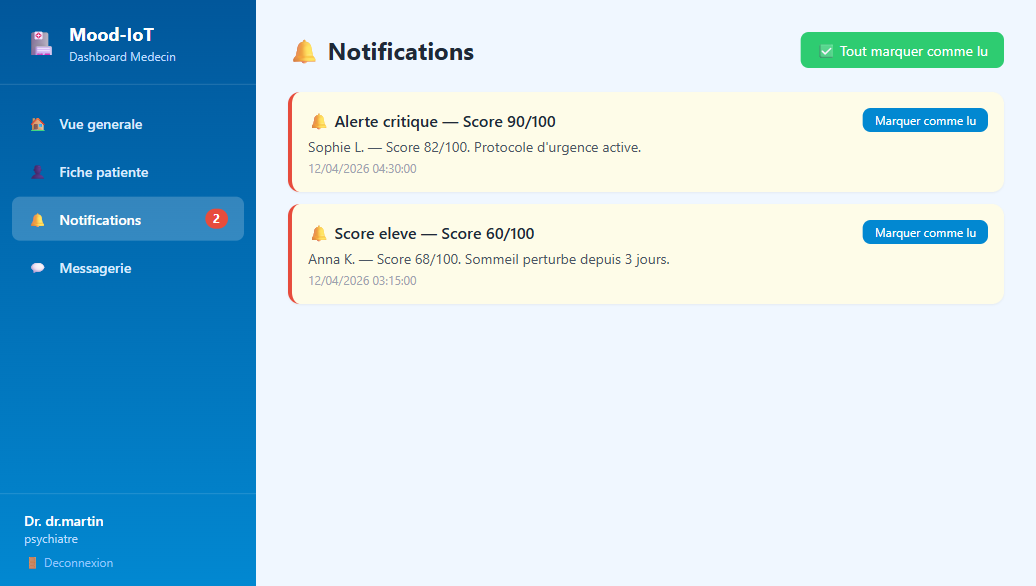 Mood-IoT
Dashboard Medecin
Vue generale
Fiche patiente
Notifications 2
Messagerie
Dr. dr.martin
psychiatre
Deconnexion
Notifications
Tout marquer comme lu
Alerte critique — Score 90/100
Marquer comme lu
Sophie L. — Score 82/100. Protocole d'urgence active.
12/04/2026 04:30:00
Score eleve — Score 60/100
Marquer comme lu
Anna K. — Score 68/100. Sommeil perturbe depuis 3 jours.
12/04/2026 03:15:00